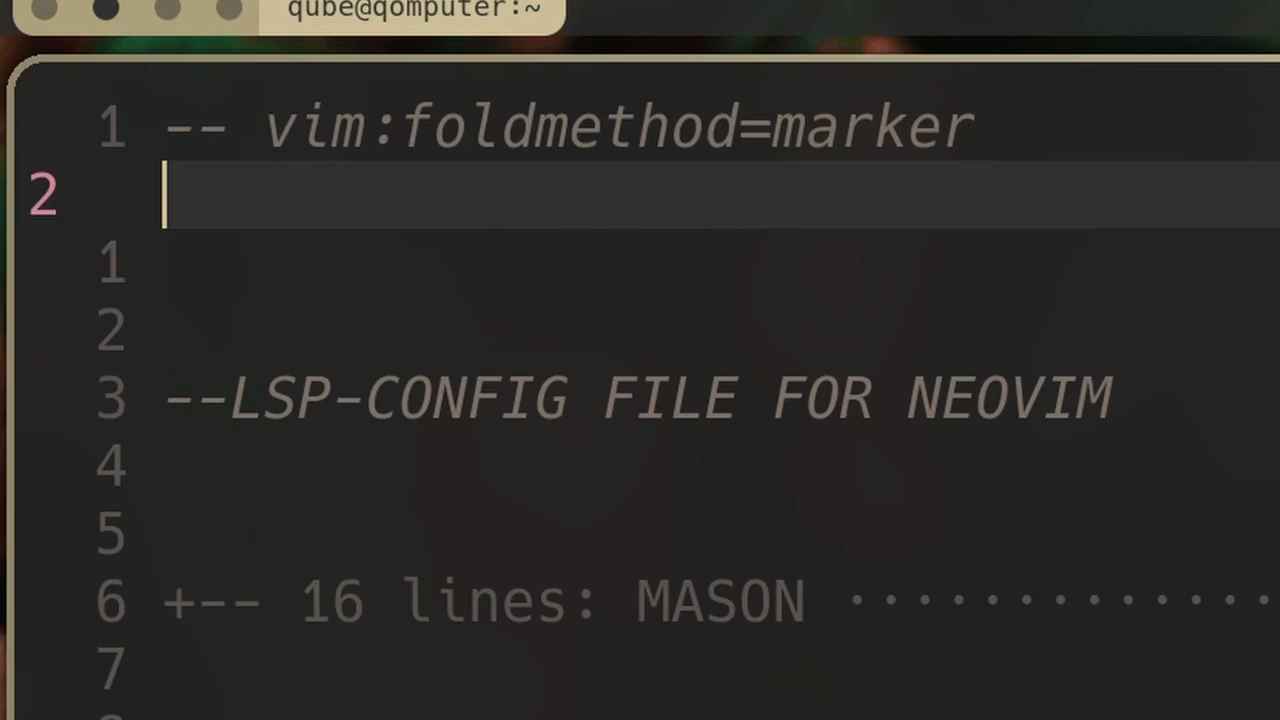 qube@qomputer:~
1 -- vim:foldmethod=marker
2
1
2
3 --LSP-CONFIG FILE FOR NEOVIM
4
5
6 +-- 16 lines: MASON ·············
7